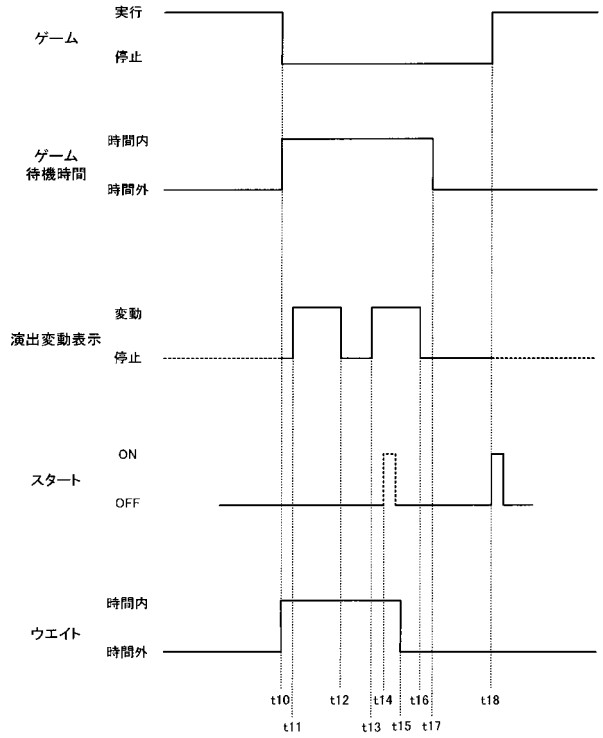 実行
ゲーム
停止
時間内
ゲーム
待機時間
時間外
変動
演出変動表示
停止
ON
スタート
OFF
時間内
ウエイト
時間外
t10 t12 t14 t16 t18
t11 t13 t15 t17